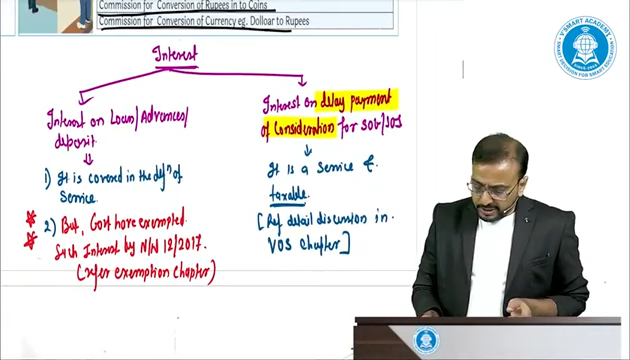 Commission for Conversion of Rupees in to Coins
Commission for Conversion of Currency eg. Dolloar to Rupees
Interest
Interest on Loan/Advances/
deposit
1) It is covered in the defn of
Service
2) But, Govt have exempted
Such Interest by N/N 12/2017.
(refer exemption chapter)
Interest on delay payment
of consideration for SOG/SOS
It is a Service &
taxable
[Ref detail discussion in
VOS Chapter]
V'SMART ACADEMY